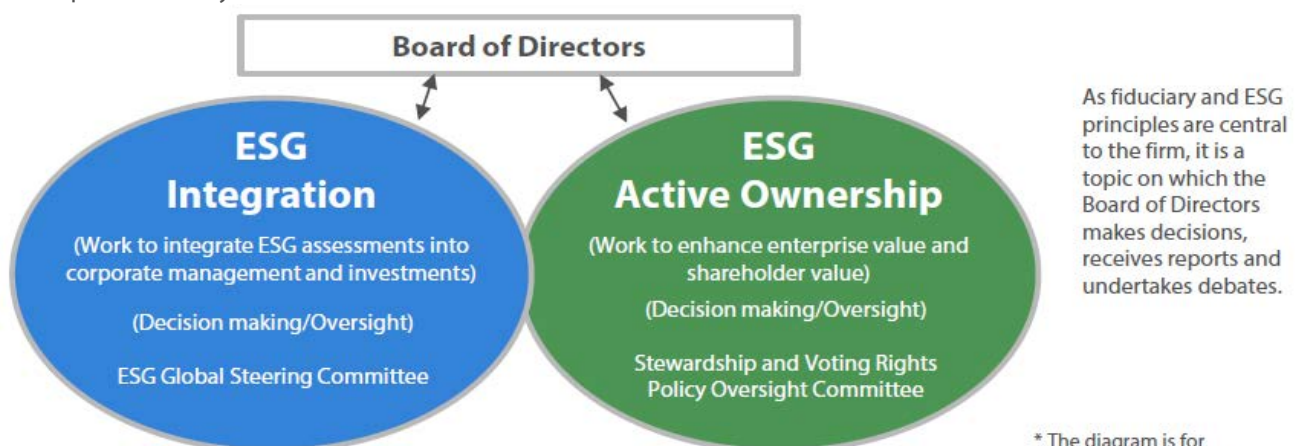 Board of Directors
ESG
Integration
(Work to integrate ESG assessments into
corporate management and investments)
(Decision making/Oversight)
ESG Global Steering Committee
ESG
Active Ownership
(Work to enhance enterprise value and
shareholder value)
(Decision making/Oversight)
Stewardship and Voting Rights
Policy Oversight Committee
As fiduciary and ESG
principles are central
to the firm, it is a
topic on which the
Board of Directors
makes decisions,
receives reports and
undertakes debates.
* The diagram is for